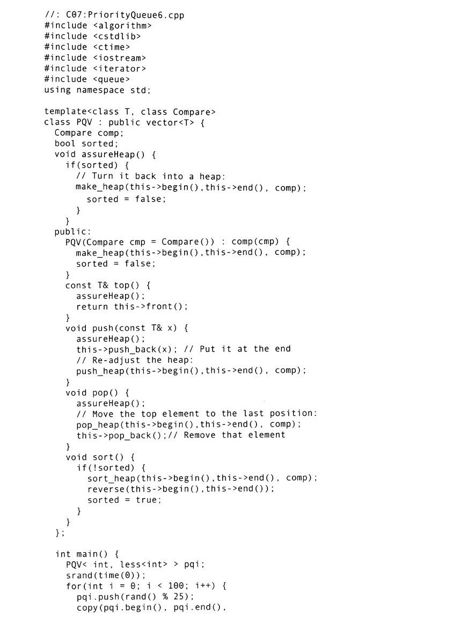 //: C07:PriorityQueue6.cpp
#include <algorithm>
#include <cstdlib>
#include <ctime>
#include <iostream>
#include <iterator>
#include <queue>
using namespace std;

template<class T, class Compare>
class PQV : public vector<T> {
  Compare comp;
  bool sorted;
  void assureHeap() {
    if(sorted) {
      // Turn it back into a heap:
      make_heap(this->begin(),this->end(), comp);
        sorted = false;
      }
    }
  public:
    PQV(Compare cmp = Compare()) : comp(cmp) {
      make_heap(this->begin(),this->end(), comp);
      sorted = false;
    }
    const T& top() {
      assureHeap();
      return this->front();
    }
    void push(const T& x) {
      assureHeap();
      this->push_back(x); // Put it at the end
      // Re-adjust the heap:
      push_heap(this->begin(),this->end(), comp);
    }
    void pop() {
      assureHeap();
      // Move the top element to the last position:
      pop_heap(this->begin(),this->end(), comp);
      this->pop_back();// Remove that element
    }
    void sort() {
      if(!sorted) {
        sort_heap(this->begin(),this->end(), comp);
        reverse(this->begin(),this->end());
        sorted = true;
      }
    }
  };

  int main() {
    PQV< int, less<int> > pqi;
    srand(time(0));
    for(int i = 0; i < 100; i++) {
      pqi.push(rand() % 25);
      copy(pqi.begin(), pqi.end(),